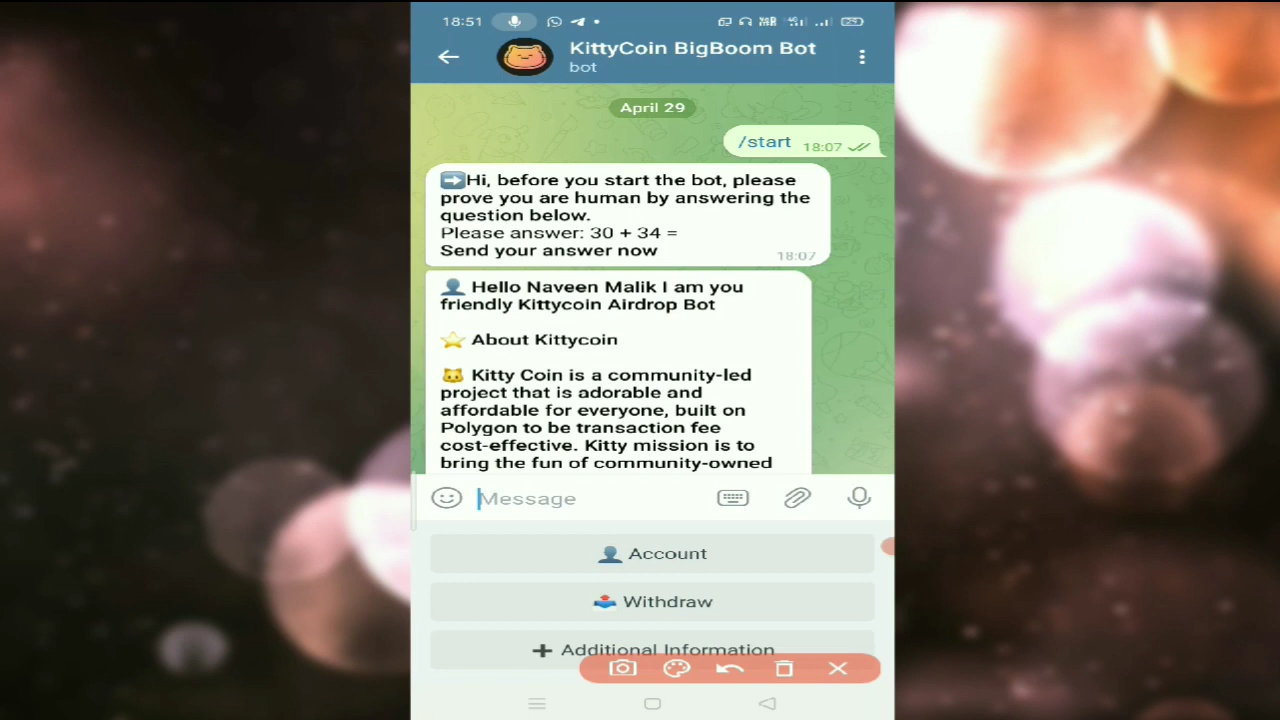 18:51
KittyCoin BigBoom Bot
bot
April 29
/start 18:07
Hi, before you start the bot, please
prove you are human by answering the
question below.
Please answer: 30 + 34 =
Send your answer now
18:07
Hello Naveen Malik I am you
friendly Kittycoin Airdrop Bot
About Kittycoin
Kitty Coin is a community-led
project that is adorable and
affordable for everyone, built on
Polygon to be transaction fee
cost-effective. Kitty mission is to
bring the fun of community-owned
Message
Account
Withdraw
Additional Information